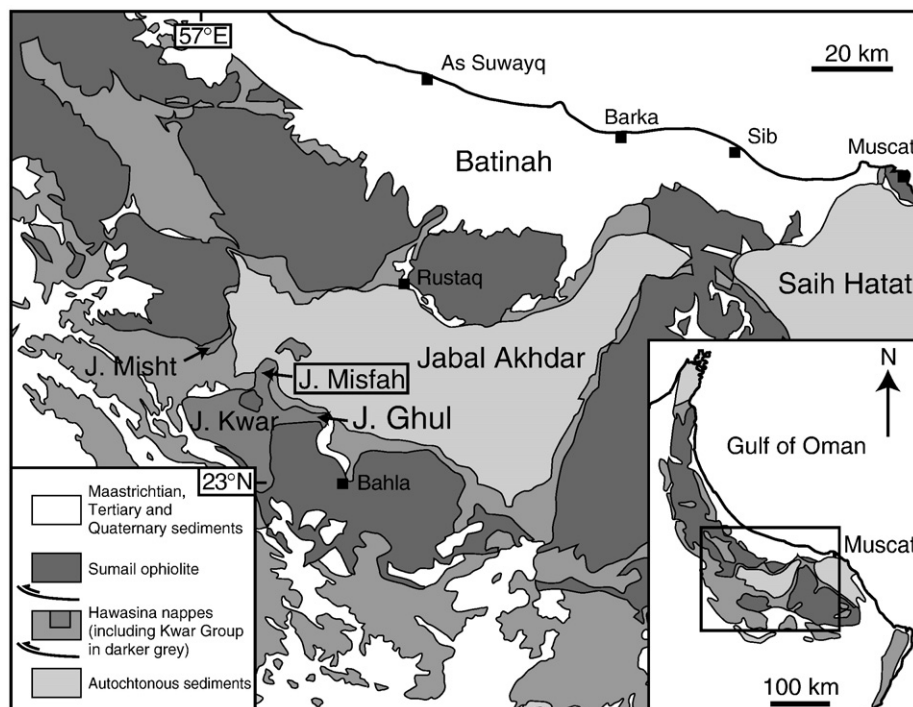 57°E
20 km
As Suwayq
Barka
Sib
Muscat
Batinah
Saih Hatat
Rustaq
Jabal Akhdar
J. Misht
J. Misfah
J. Kwar
J. Ghul
23°N
Bahla
Maastrichtian,
Tertiary and
Quaternary sediments
Sumail ophiolite
Hawasina nappes
(including Kwar Group
in darker grey)
Autochtonous sediments
N
Gulf of Oman
Muscat
100 km